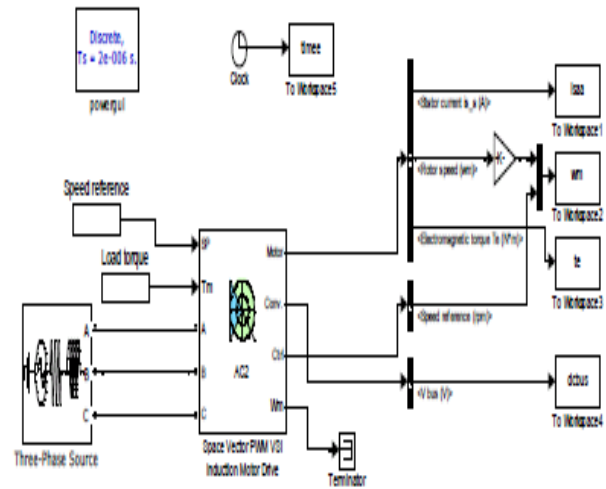 Discrete,
Ts = 2e-006 s.
powergui
Clock
timee
To Workspace5
<Stator current is_a (A)>
isaa
To Workspace1
<Rotor speed (wm)>
-K-
wm
To Workspace2
<Electromagnetic torque Te (N*m)>
te
To Workspace3
<Speed reference (rpm)>
<V bus (V)>
dcbus
To Workspace4
Speed reference
Load torque
SP
Tm
A
B
C
Motor
Conv.
Ctrl
Wm
AC2
Space Vector PWM VSI
Induction Motor Drive
A
B
C
Three-Phase Source
Terminator